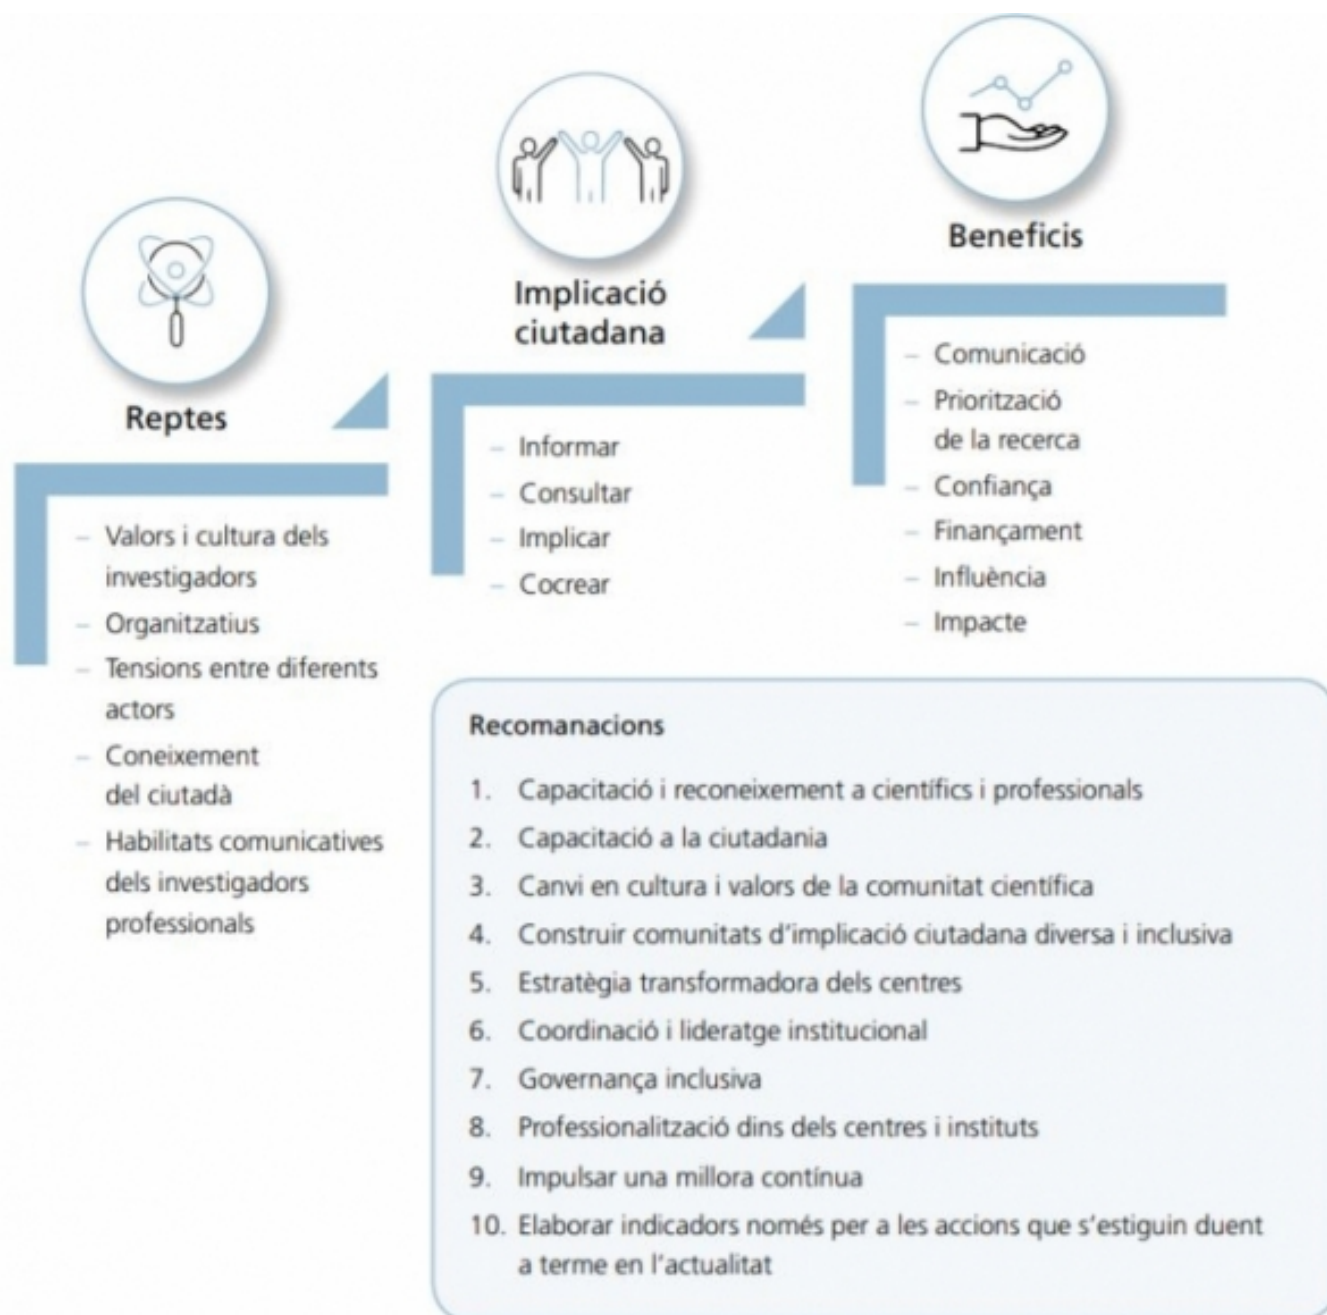 Reptes
– Valors i cultura dels
investigadors
– Organitzatius
– Tensions entre diferents
actors
– Coneixement
del ciutadà
– Habilitats comunicatives
dels investigadors
professionals
Implicació
ciutadana
– Informar
– Consultar
– Implicar
– Cocrear
Beneficis
– Comunicació
– Priorització
de la recerca
– Confiança
– Finançament
– Influència
– Impacte
Recomanacions
1. Capacitació i reconeixement a científics i professionals
2. Capacitació a la ciutadania
3. Canvi en cultura i valors de la comunitat científica
4. Construir comunitats d’implicació ciutadana diversa i inclusiva
5. Estratègia transformadora dels centres
6. Coordinació i lideratge institucional
7. Governança inclusiva
8. Professionalització dins dels centres i instituts
9. Impulsar una millora contínua
10. Elaborar indicadors només per a les accions que s’estiguin duent
a terme en l’actualitat